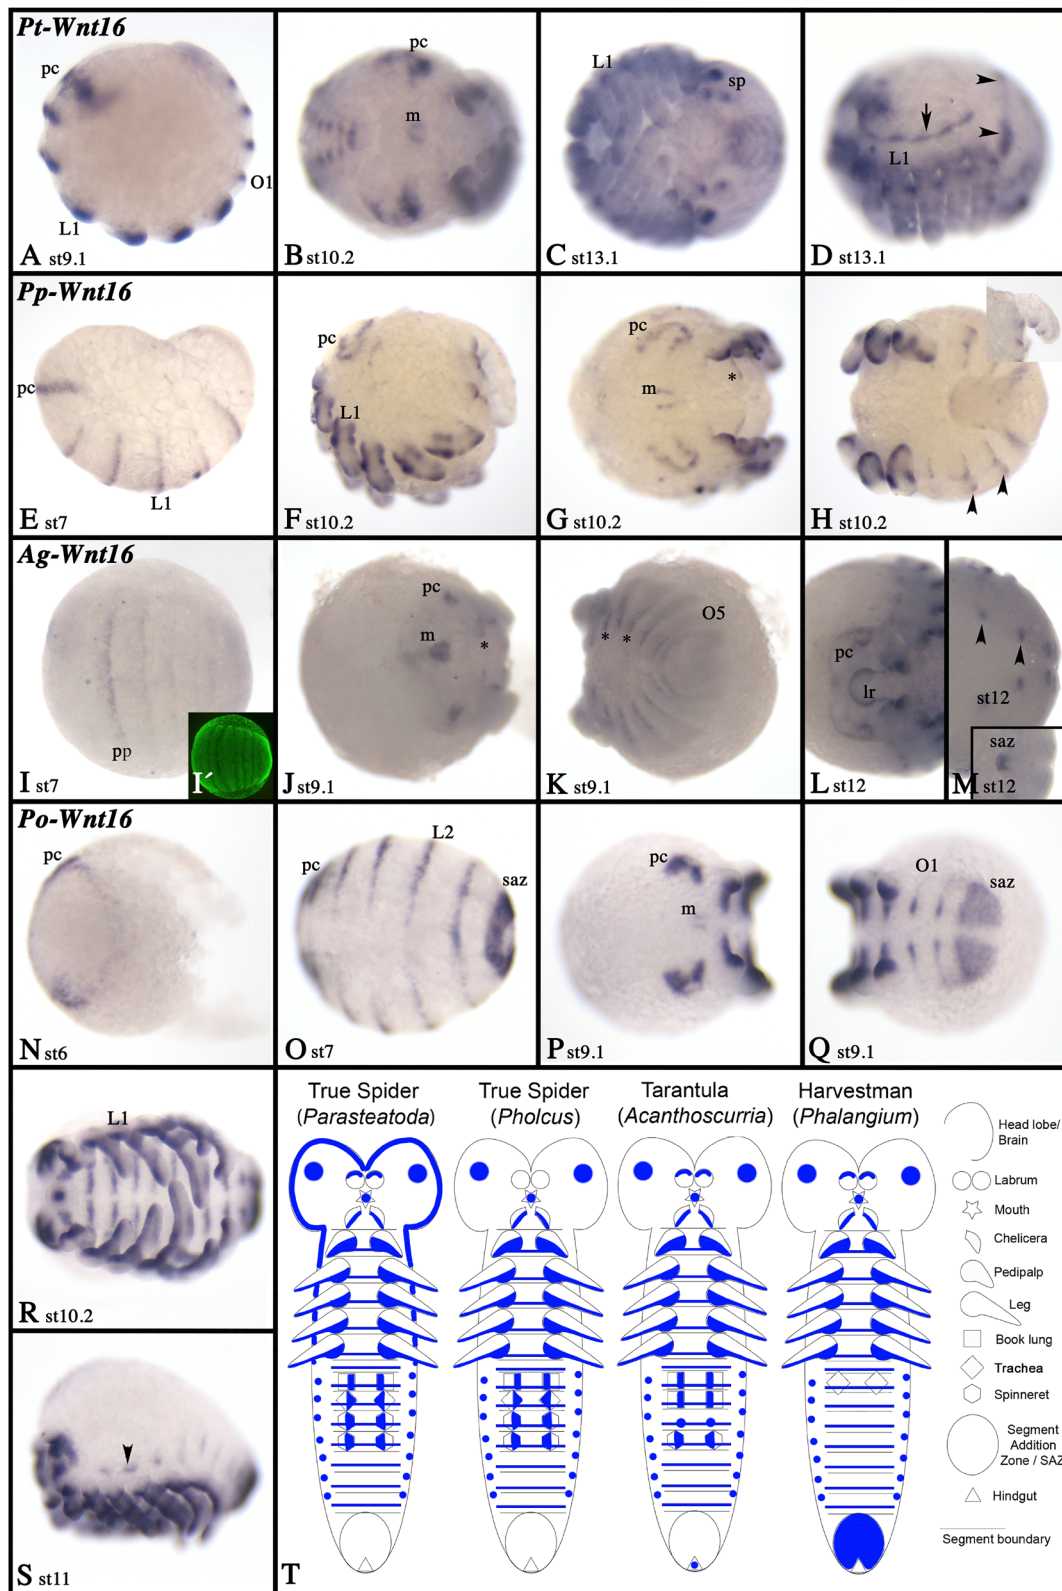 Pt-Wnt16
pc
L1
O1
A st9.1
pc
m
B st10.2
L1
sp
C st13.1
L1
D st13.1
Pp-Wnt16
pc
L1
E st7
pc
L1
F st10.2
pc
m
*
G st10.2
H st10.2
Ag-Wnt16
pp
I st7
I´
pc
m
*
J st9.1
O5
* *
K st9.1
pc
lr
L st12
st12
saz
M st12
Po-Wnt16
pc
N st6
pc
L2
saz
O st7
pc
m
P st9.1
O1
saz
Q st9.1
L1
R st10.2
S st11
True Spider
(Parasteatoda)
True Spider
(Pholcus)
Tarantula
(Acanthoscurria)
Harvestman
(Phalangium)
Head lobe/
Brain
Labrum
Mouth
Chelicera
Pedipalp
Leg
Book lung
Trachea
Spinneret
Segment
Addition
Zone / SAZ
Hindgut
Segment boundary
T